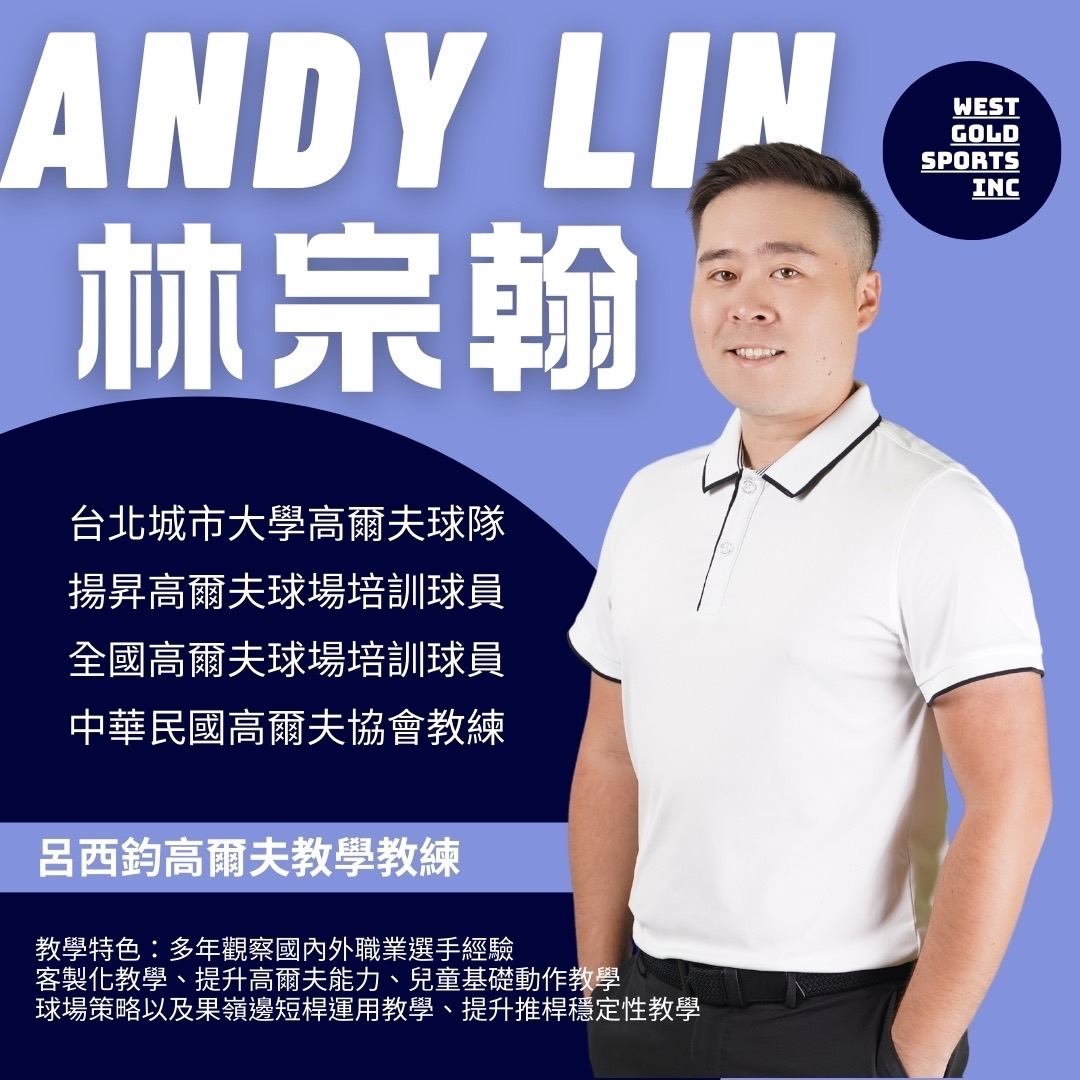 ANDY LIN
WEST
GOLD
SPORTS
INC
林宗翰
台北城市大學高爾夫球隊
揚昇高爾夫球場培訓球員
全國高爾夫球場培訓球員
中華民國高爾夫協會教練
呂西鈞高爾夫教學教練
教學特色：多年觀察國內外職業選手經驗
客製化教學、提升高爾夫能力、兒童基礎動作教學
球場策略以及果嶺邊短桿運用教學、提升推桿穩定性教學